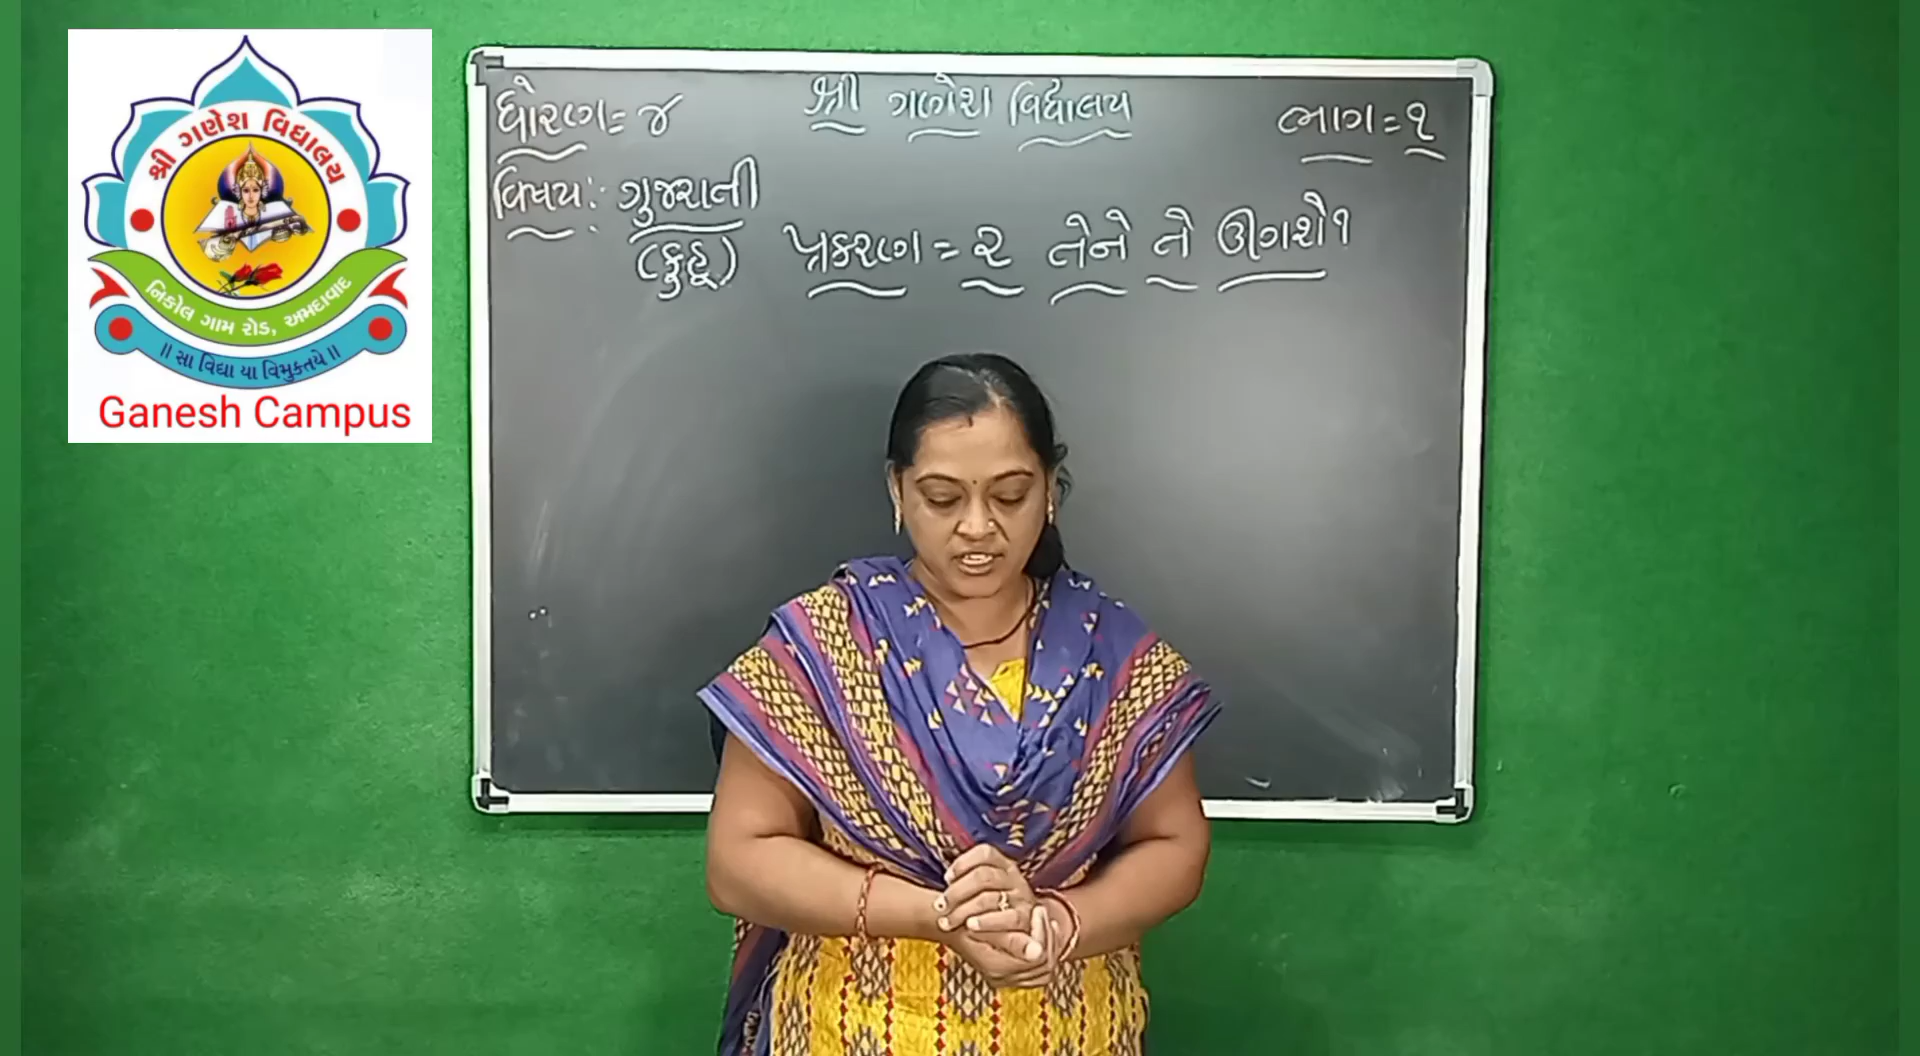 શ્રી ગણેશ વિદ્યાલય
નિકોલ ગામ રોડ, અમદાવાદ
॥ સા વિદ્યા યા વિમુક્તયે ॥
Ganesh Campus
ધોરણ = ૪ શ્રી ગણેશ વિદ્યાલય ભાગ = ૧
વિષય : ગુજરાતી
(કુહૂ) પ્રકરણ = ૨ તેને તે ઊગશે ?